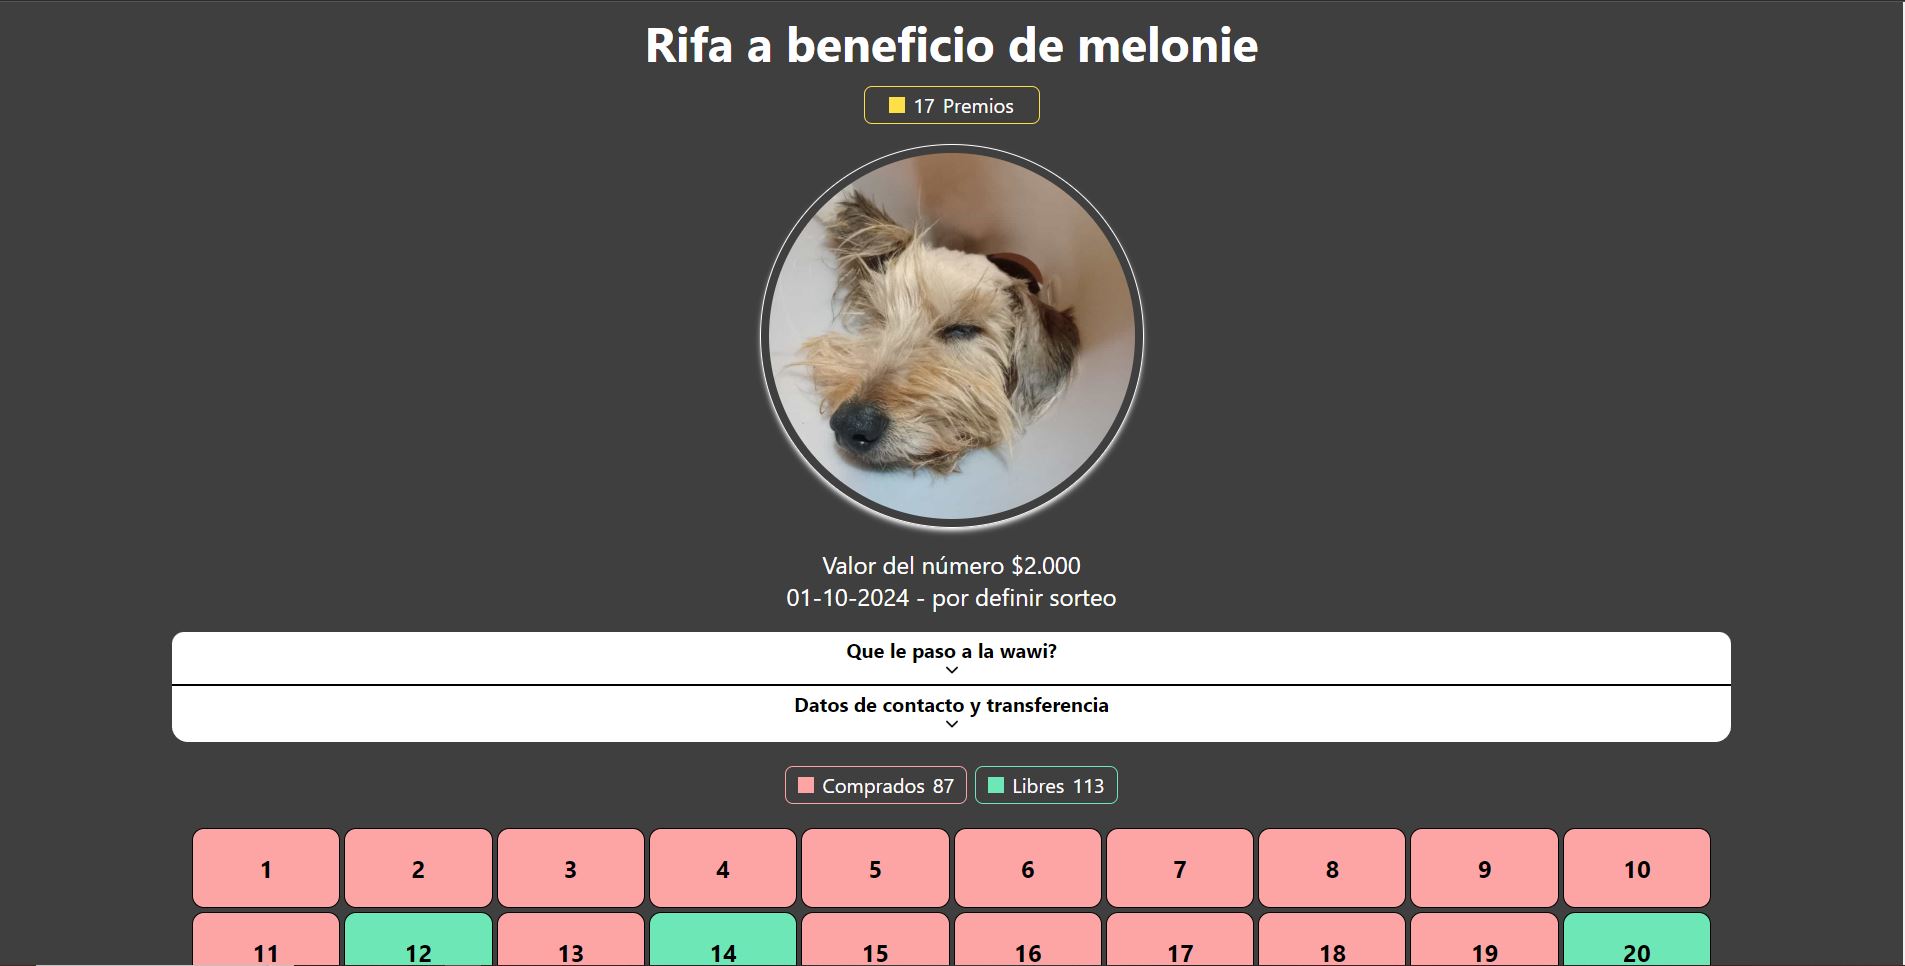 Rifa a beneficio de melonie
17 Premios
Valor del número $2.000
01-10-2024 - por definir sorteo
Que le paso a la wawi?
Datos de contacto y transferencia
Comprados 87 Libres 113
1 2 3 4 5 6 7 8 9 10
11 12 13 14 15 16 17 18 19 20